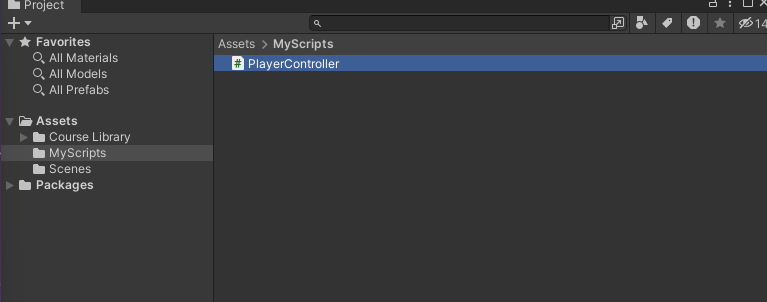 Project
14
Favorites
All Materials
All Models
All Prefabs
Assets
Course Library
MyScripts
Scenes
Packages
Assets > MyScripts
# PlayerController